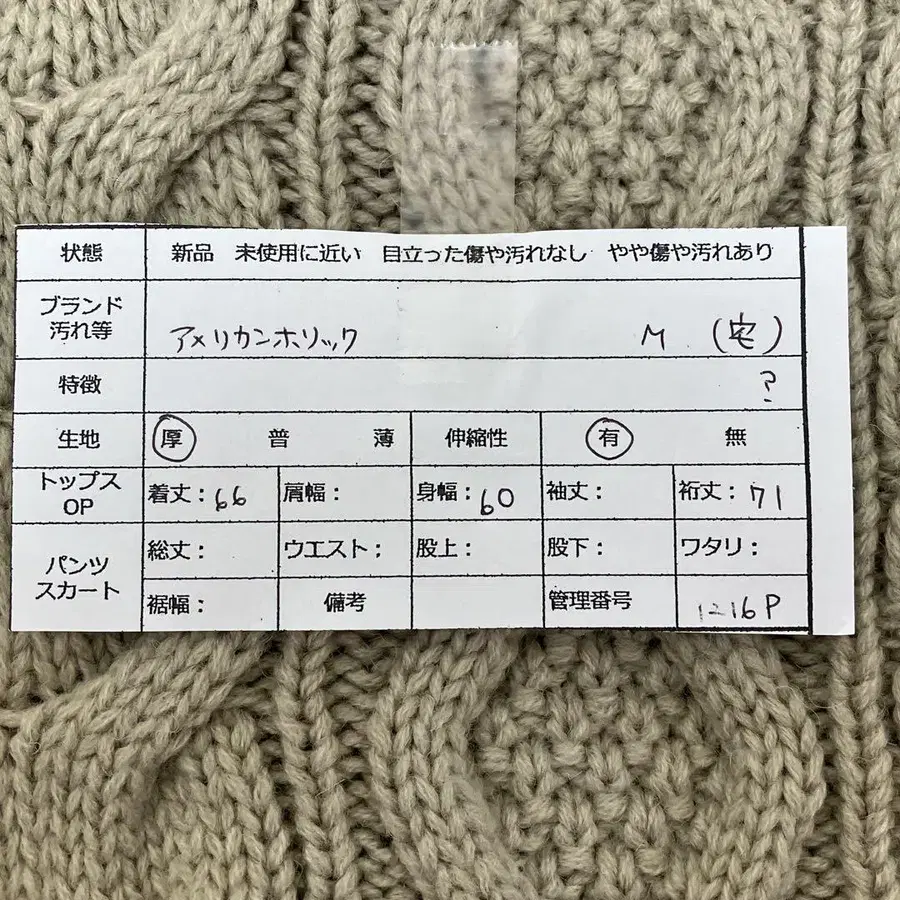 状態 新品 未使用に近い 目立った傷や汚れなし やや傷や汚れあり
ブランド
汚れ等 アメリカンホリック M (宅)
特徴 ?
生地 厚 普 薄 伸縮性 有 無
トップス
OP 着丈：66 肩幅： 身幅：60 袖丈： 裄丈：71
パンツ
スカート
総丈： ウエスト； 股上： 股下： ワタリ：
裾幅： 備考 管理番号 1216P